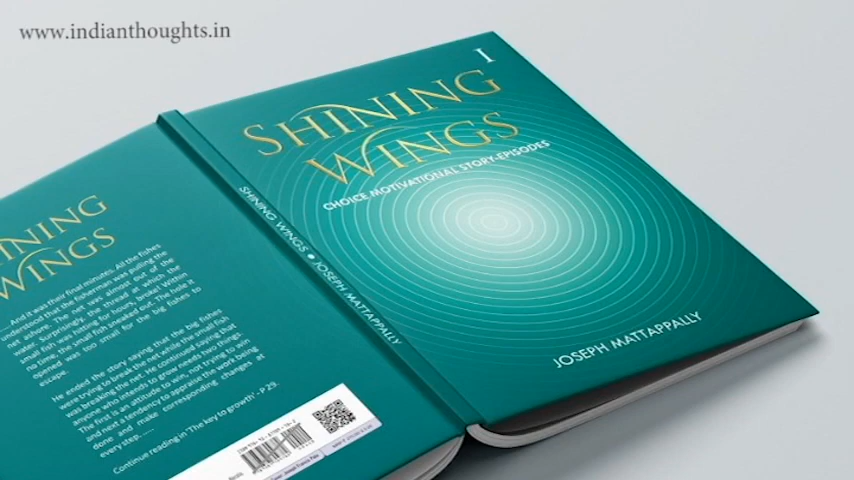 www.indianthoughts.in
I
SHINING
WINGS
CHOICE MOTIVATIONAL STORY-EPISODES
JOSEPH MATTAPPALLY
SHINING WINGS • JOSEPH MATTAPPALLY
NING
WINGS
And it was their final minutes. All the fishes
understood that the fisherman was pulling the
net ashore. The net was almost out of the
water. Surprisingly, the thread at which the
small fish was biting for hours, broke! Within
no time, the small fish sneaked out. The hole it
opened was too small for the big fishes to
escape.
He ended the story saying that the big fishes
were trying to break the net while the small fish
was breaking the net. He continued saying that
anyone who intends to grow needs two things.
The first is an attitude to win, not trying to win
and next a tendency to appraise the work being
done and make corresponding changes at
every step......
Continue reading in 'The key to growth' - P 29.